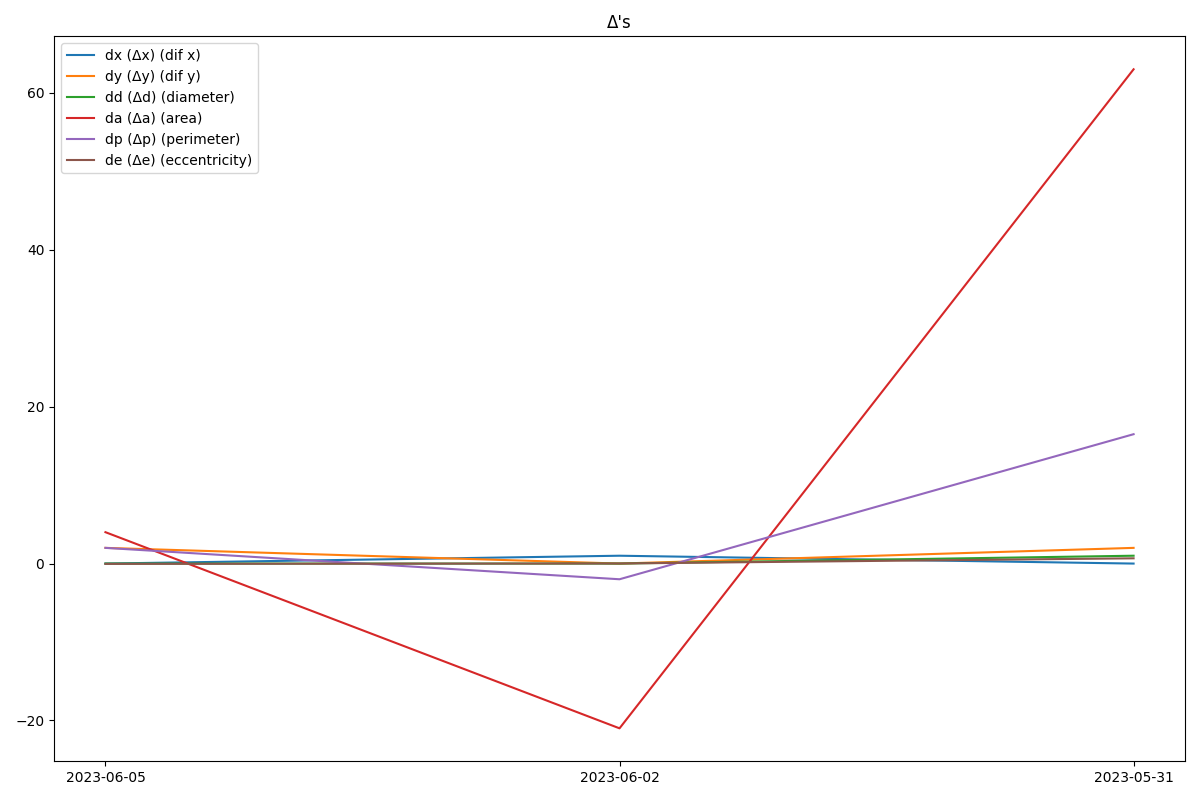 Δ's
dx (Δx) (dif x)
dy (Δy) (dif y)
dd (Δd) (diameter)
da (Δa) (area)
dp (Δp) (perimeter)
de (Δe) (eccentricity)
60
40
20
0
−20
2023-06-05 2023-06-02 2023-05-31